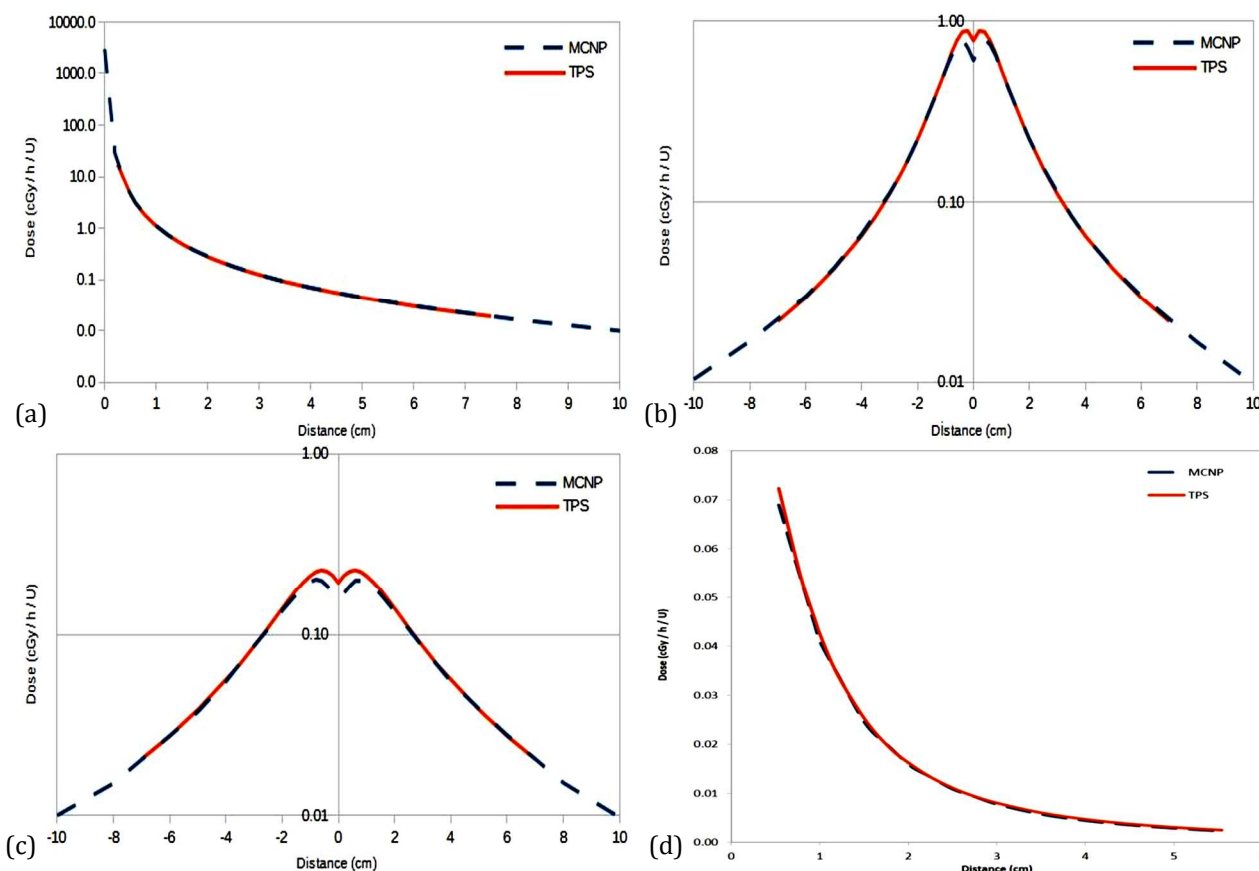 10000.0
1000.0
100.0
10.0
1.0
0.1
0.0
0.0
Dose (cGy / h / U)
MCNP
TPS
0 1 2 3 4 5 6 7 8 9 10
Distance (cm)
(a)
1.00
0.10
0.01
Dose (cGy / h / U)
MCNP
TPS
-10 -8 -6 -4 -2 0 2 4 6 8 10
Distance (cm)
(b)
1.00
0.10
0.01
Dose (cGy / h / U)
MCNP
TPS
-10 -8 -6 -4 -2 0 2 4 6 8 10
Distance (cm)
(c)
0.08
0.07
0.06
0.05
0.04
0.03
0.02
0.01
0.00
Dose (cGy / h / U)
MCNP
TPS
0 1 2 3 4 5
Distance (cm)
(d)